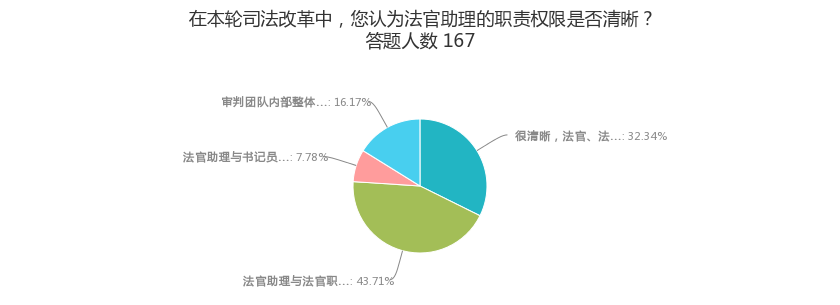 在本轮司法改革中，您认为法官助理的职责权限是否清晰？
答题人数 167
审判团队内部整体...: 16.17%
很清晰，法官、法...: 32.34%
法官助理与书记员...: 7.78%
法官助理与法官职...: 43.71%